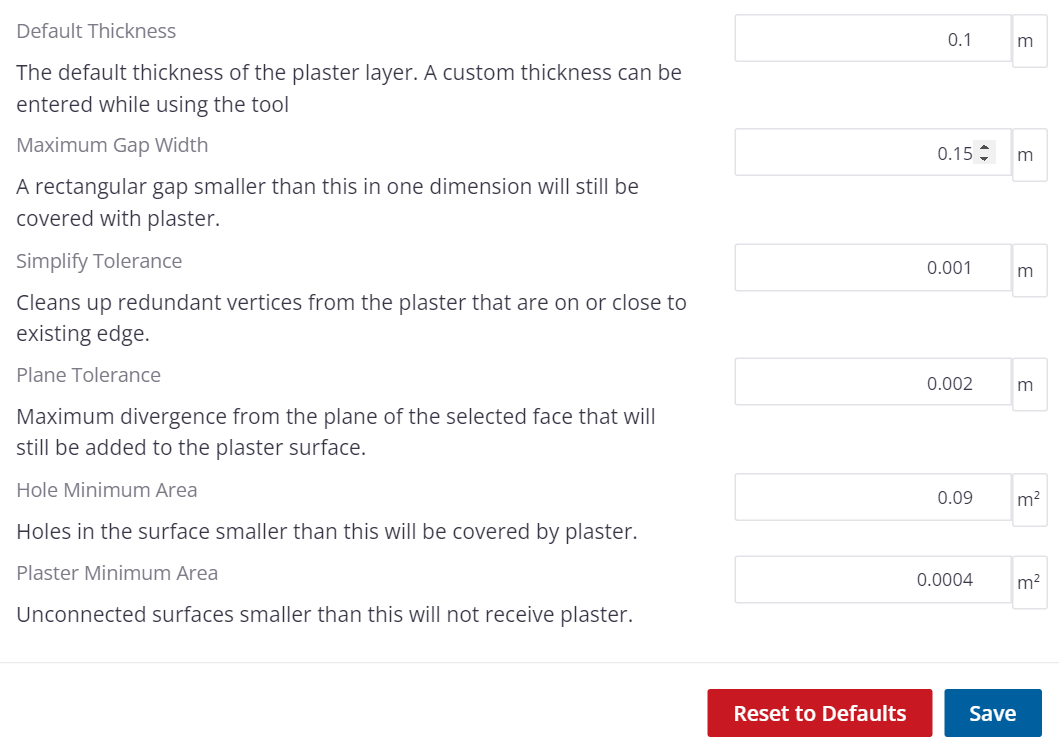 Default Thickness
0.1 m
The default thickness of the plaster layer. A custom thickness can be
entered while using the tool
Maximum Gap Width
0.15 m
A rectangular gap smaller than this in one dimension will still be
covered with plaster.
Simplify Tolerance
0.001 m
Cleans up redundant vertices from the plaster that are on or close to
existing edge.
Plane Tolerance
0.002 m
Maximum divergence from the plane of the selected face that will
still be added to the plaster surface.
Hole Minimum Area
0.09 m²
Holes in the surface smaller than this will be covered by plaster.
Plaster Minimum Area
0.0004 m²
Unconnected surfaces smaller than this will not receive plaster.
Reset to Defaults
Save